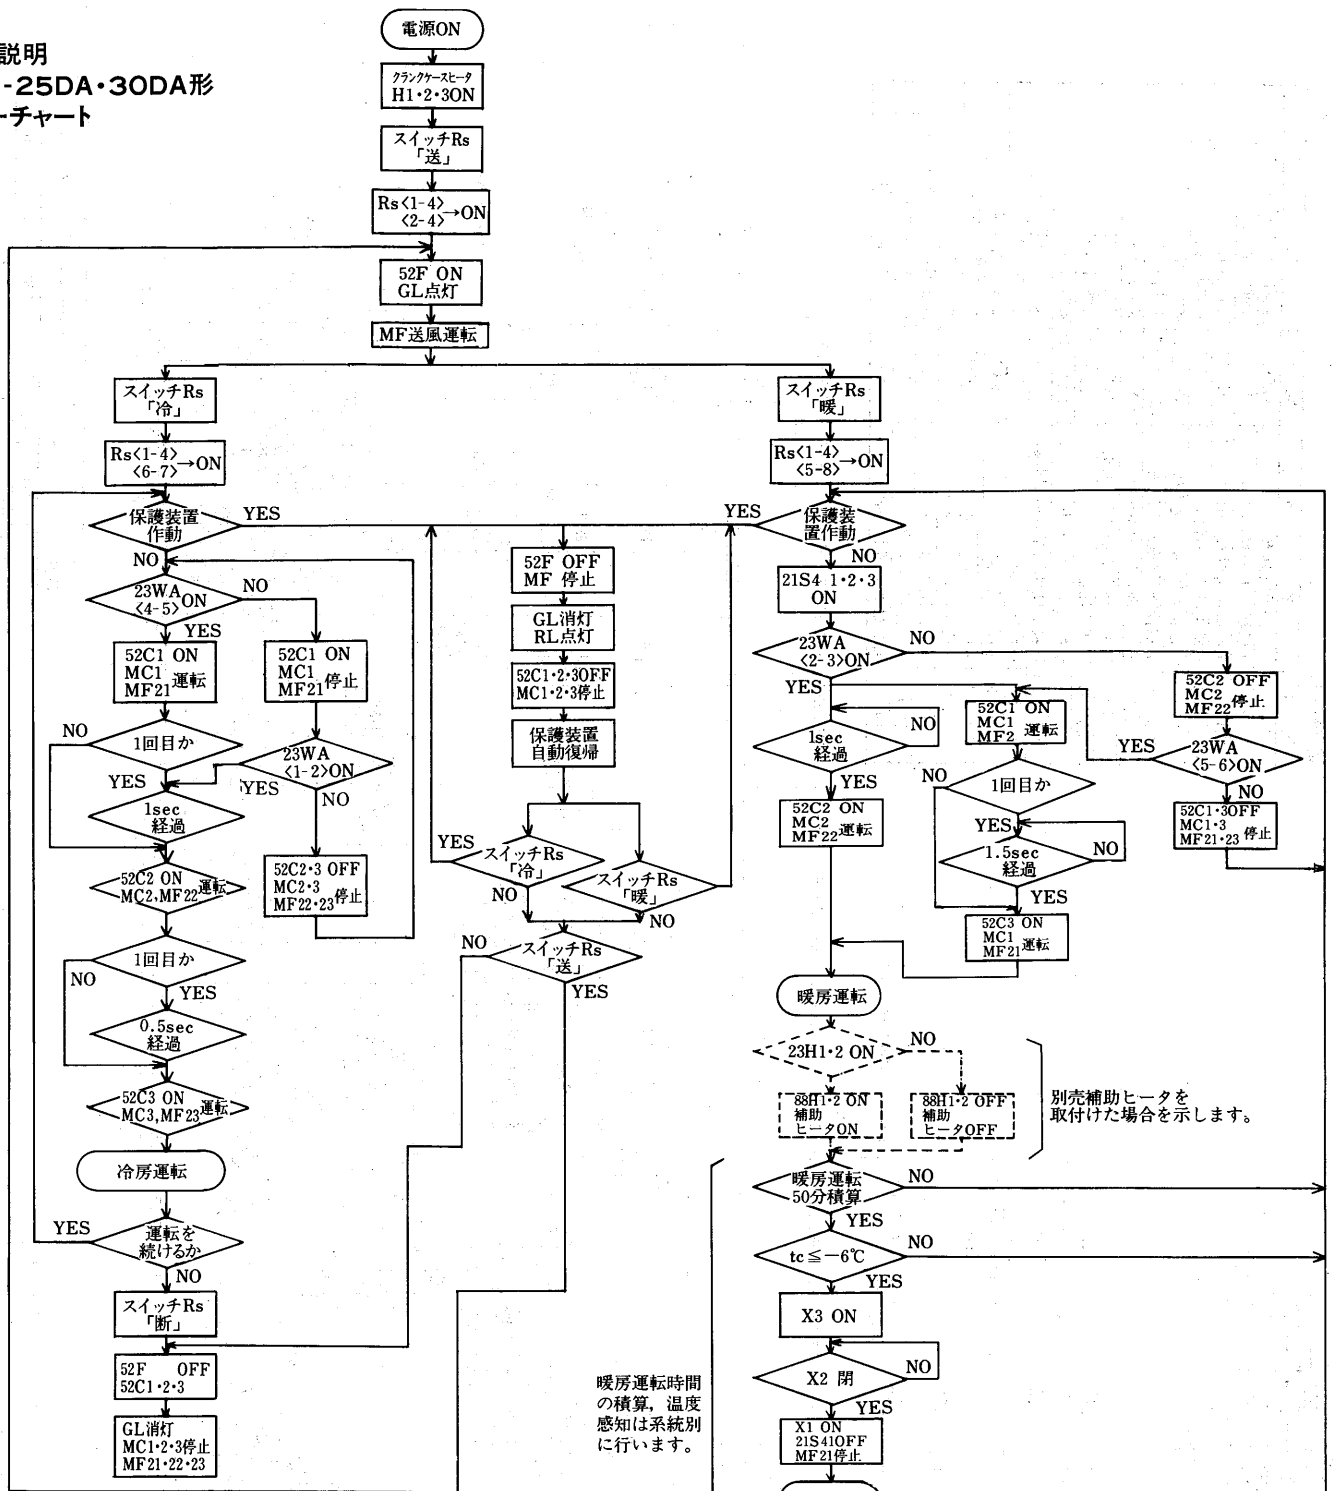 説明
-25DA・30DA形
ーチャート
電源ON
クランクケースヒータ
H1・2・3ON
スイッチRs
「送」
Rs<1-4>
<2-4>→ON
52F ON
GL点灯
MF送風運転
スイッチRs
「冷」
Rs<1-4>
<6-7>→ON
保護装置
作動
YES
NO
23WA
<4-5>ON
NO
YES
52C1 ON
MC1
MF21 運転
52C1 ON
MC1
MF21 停止
NO
1回目か
YES
23WA
<1-2>ON
YES
NO
1sec
経過
52C2 ON
MC2,MF22 運転
52C2・3 OFF
MC2・3
MF22・23 停止
1回目か
NO
YES
0.5sec
経過
52C3 ON
MC3,MF23 運転
冷房運転
YES
運転を
続けるか
NO
スイッチRs
「断」
52F OFF
52C1・2・3
GL消灯
MC1・2・3停止
MF21・22・23
52F OFF
MF 停止
GL消灯
RL点灯
52C1・2・3OFF
MC1・2・3停止
保護装置
自動復帰
YES
スイッチRs
「冷」
NO
スイッチRs
「暖」
NO
NO
スイッチRs
「送」
YES
スイッチRs
「暖」
Rs<1-4>
<5-8>→ON
YES
保護装
置作動
NO
21S4 1・2・3
ON
23WA
<2-3>ON
NO
YES
1sec
経過
NO
YES
52C2 ON
MC2
MF22 運転
52C1 ON
MC1
MF2 運転
NO
1回目か
YES
1.5sec
経過
NO
YES
52C3 ON
MC1
MF21 運転
52C2 OFF
MC2
MF22 停止
YES
23WA
<5-6>ON
NO
52C1・3OFF
MC1・3
MF21・23 停止
暖房運転
23H1・2 ON
NO
88H1・2 ON
補助
ヒータON
88H1・2 OFF
補助
ヒータOFF
別売補助ヒータを
取付けた場合を示します。
暖房運転
50分積算
NO
YES
tc≦−6℃
NO
YES
X3 ON
X2 閉
NO
YES
X1 ON
21S41OFF
MF21停止
暖房運転時間
の積算，温度
感知は系統別
に行います。